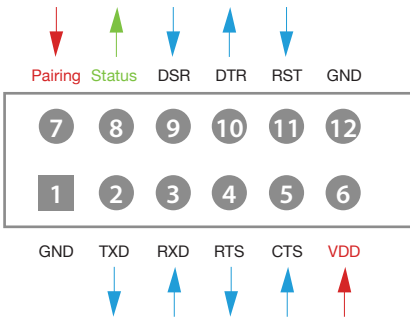 Pairing Status DSR DTR RST GND
7 8 9 10 11 12
1 2 3 4 5 6
GND TXD RXD RTS CTS VDD